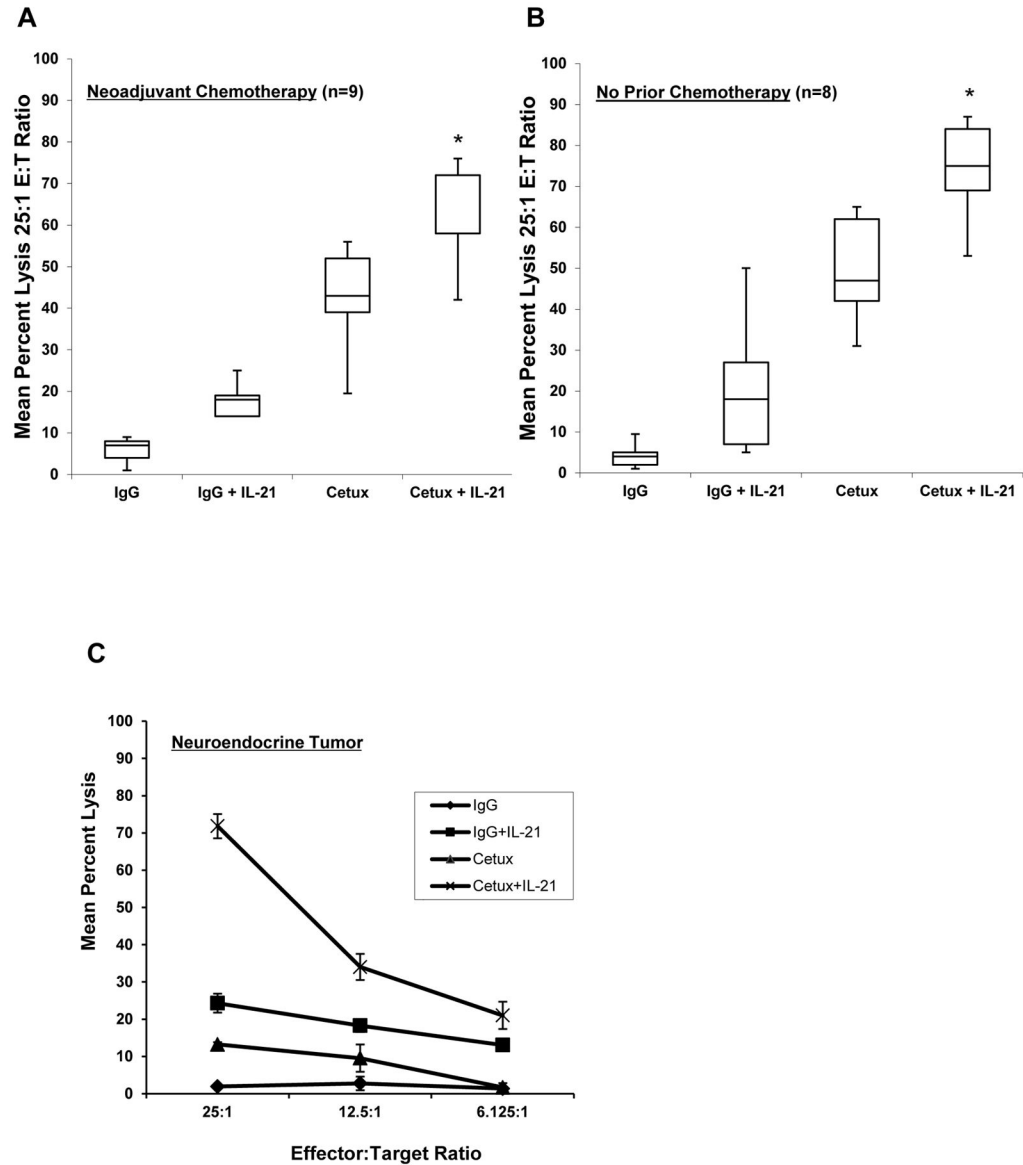 A
Mean Percent Lysis 25:1 E:T Ratio
100
90
80
70
60
50
40
30
20
10
0
Neoadjuvant Chemotherapy (n=9)
*
IgG
IgG + IL-21
Cetux
Cetux + IL-21
B
Mean Percent Lysis 25:1 E:T Ratio
100
90
80
70
60
50
40
30
20
10
0
No Prior Chemotherapy (n=8)
*
IgG
IgG + IL-21
Cetux
Cetux + IL-21
C
Mean Percent Lysis
100
90
80
70
60
50
40
30
20
10
0
Neuroendocrine Tumor
IgG
IgG+IL-21
Cetux
Cetux+IL-21
25:1
12.5:1
6.125:1
Effector:Target Ratio